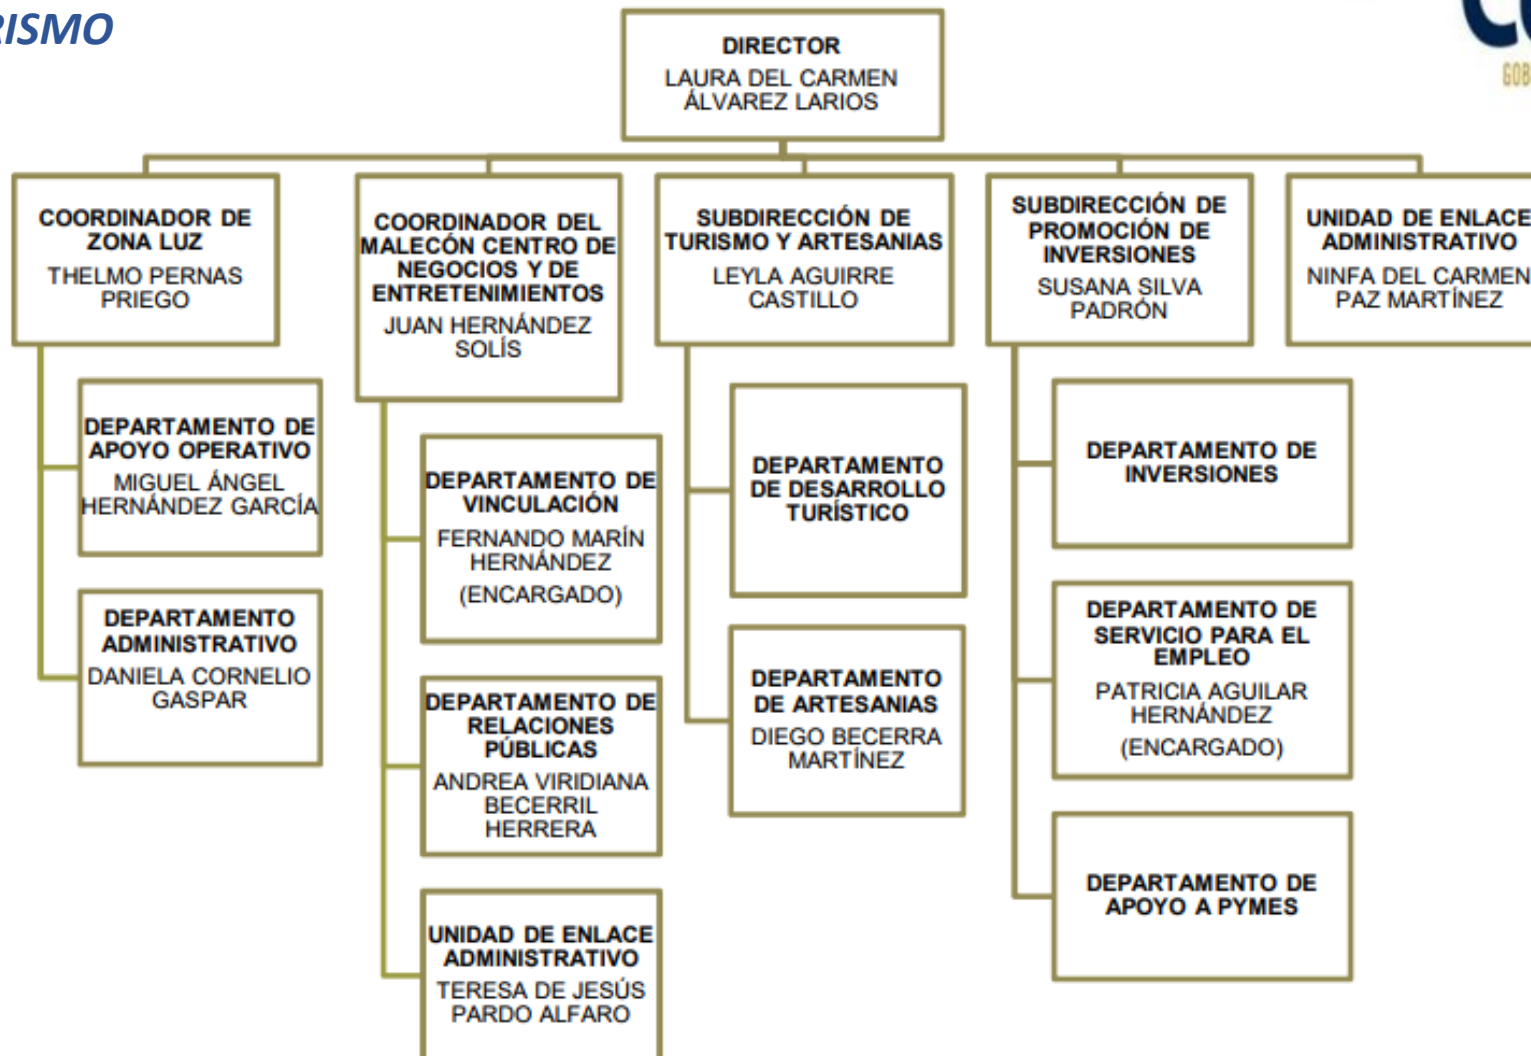 DIRECTOR
LAURA DEL CARMEN
ÁLVAREZ LARIOS
COORDINADOR DE
ZONA LUZ
THELMO PERNAS
PRIEGO
DEPARTAMENTO DE
APOYO OPERATIVO
MIGUEL ÁNGEL
HERNÁNDEZ GARCÍA
DEPARTAMENTO
ADMINISTRATIVO
DANIELA CORNELIO
GASPAR
COORDINADOR DEL
MALECÓN CENTRO DE
NEGOCIOS Y DE
ENTRETENIMIENTOS
JUAN HERNÁNDEZ
SOLÍS
DEPARTAMENTO DE
VINCULACIÓN
FERNANDO MARÍN
HERNÁNDEZ
(ENCARGADO)
DEPARTAMENTO DE
RELACIONES
PÚBLICAS
ANDREA VIRIDIANA
BECERRIL
HERRERA
UNIDAD DE ENLACE
ADMINISTRATIVO
TERESA DE JESÚS
PARDO ALFARO
SUBDIRECCIÓN DE
TURISMO Y ARTESANIAS
LEYLA AGUIRRE
CASTILLO
DEPARTAMENTO
DE DESARROLLO
TURÍSTICO
DEPARTAMENTO
DE ARTESANIAS
DIEGO BECERRA
MARTÍNEZ
SUBDIRECCIÓN DE
PROMOCIÓN DE
INVERSIONES
SUSANA SILVA
PADRÓN
DEPARTAMENTO DE
INVERSIONES
DEPARTAMENTO DE
SERVICIO PARA EL
EMPLEO
PATRICIA AGUILAR
HERNÁNDEZ
(ENCARGADO)
DEPARTAMENTO DE
APOYO A PYMES
UNIDAD DE ENLACE
ADMINISTRATIVO
NINFA DEL CARMEN
PAZ MARTÍNEZ